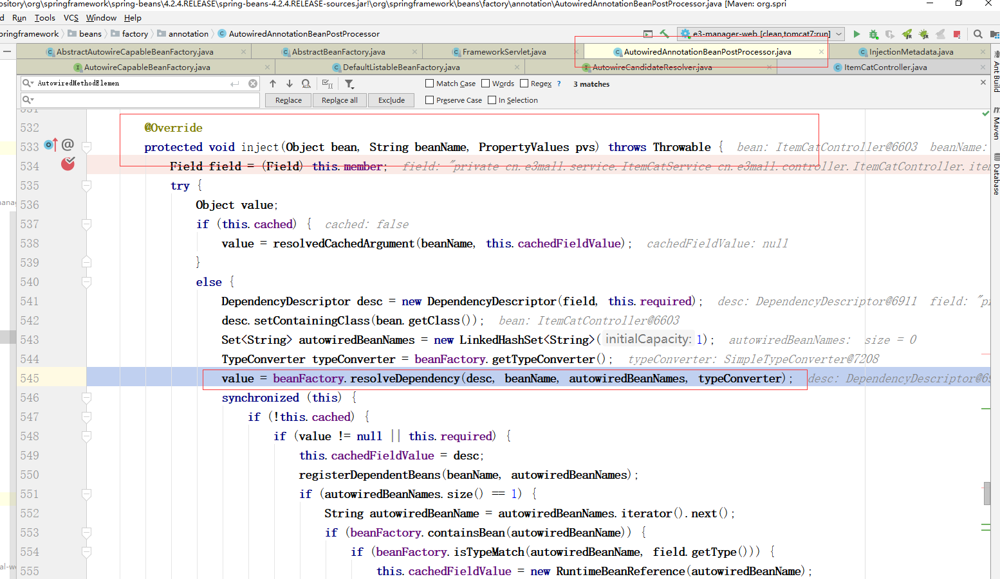 ository\org\springframework\spring-beans\4.2.4.RELEASE\spring-beans-4.2.4.RELEASE-sources.jar!\org\springframework\beans\factory\annotation\AutowiredAnnotationBeanPostProcessor.java [Maven: org.spri
d Run Tools VCS Window Help
pringframework beans factory annotation AutowiredAnnotationBeanPostProcessor e3-manager-web [clean,tomcat7:run]
AbstractAutowireCapableBeanFactory.java AbstractBeanFactory.java FrameworkServlet.java AutowiredAnnotationBeanPostProcessor.java InjectionMetadata.java
AutowireCapableBeanFactory.java DefaultListableBeanFactory.java AutowireCandidateResolver.java ItemCatController.java
AutowiredMethodElemen Match Case Words Regex ? 3 matches
Replace Replace all Exclude Preserve Case In Selection
531
532 @Override
533 protected void inject(Object bean, String beanName, PropertyValues pvs) throws Throwable { bean: ItemCatController@6603 beanName:
534 Field field = (Field) this.member; field: "private cn.e3mall.service.ItemCatService cn.e3mall.controller.ItemCatController.item
535 try {
536 Object value;
537 if (this.cached) { cached: false
538 value = resolvedCachedArgument(beanName, this.cachedFieldValue); cachedFieldValue: null
539 }
540 else {
541 DependencyDescriptor desc = new DependencyDescriptor(field, this.required); desc: DependencyDescriptor@6911 field: "pr
542 desc.setContainingClass(bean.getClass()); bean: ItemCatController@6603
543 Set<String> autowiredBeanNames = new LinkedHashSet<String>( initialCapacity: 1); autowiredBeanNames: size = 0
544 TypeConverter typeConverter = beanFactory.getTypeConverter(); typeConverter: SimpleTypeConverter@7208
545 value = beanFactory.resolveDependency(desc, beanName, autowiredBeanNames, typeConverter); desc: DependencyDescriptor@69
546 synchronized (this) {
547 if (!this.cached) {
548 if (value != null || this.required) {
549 this.cachedFieldValue = desc;
550 registerDependentBeans(beanName, autowiredBeanNames);
551 if (autowiredBeanNames.size() == 1) {
552 String autowiredBeanName = autowiredBeanNames.iterator().next();
553 if (beanFactory.containsBean(autowiredBeanName)) {
554 if (beanFactory.isTypeMatch(autowiredBeanName, field.getType())) {
555 this.cachedFieldValue = new RuntimeBeanReference(autowiredBeanName);
manag
al-we
Ant Build
Maven
Database